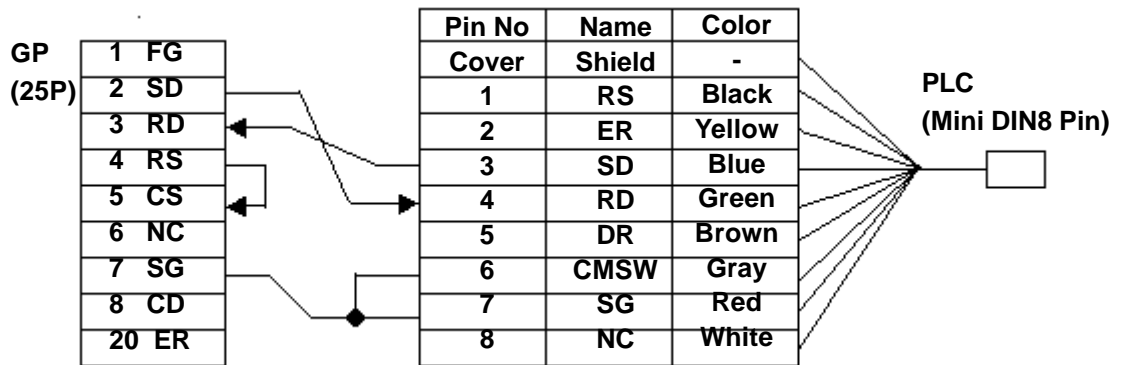 GP
(25P)
1 FG
2 SD
3 RD
4 RS
5 CS
6 NC
7 SG
8 CD
20 ER
Pin No Name Color
Cover Shield -
1 RS Black
2 ER Yellow
3 SD Blue
4 RD Green
5 DR Brown
6 CMSW Gray
7 SG Red
8 NC White
PLC
(Mini DIN8 Pin)